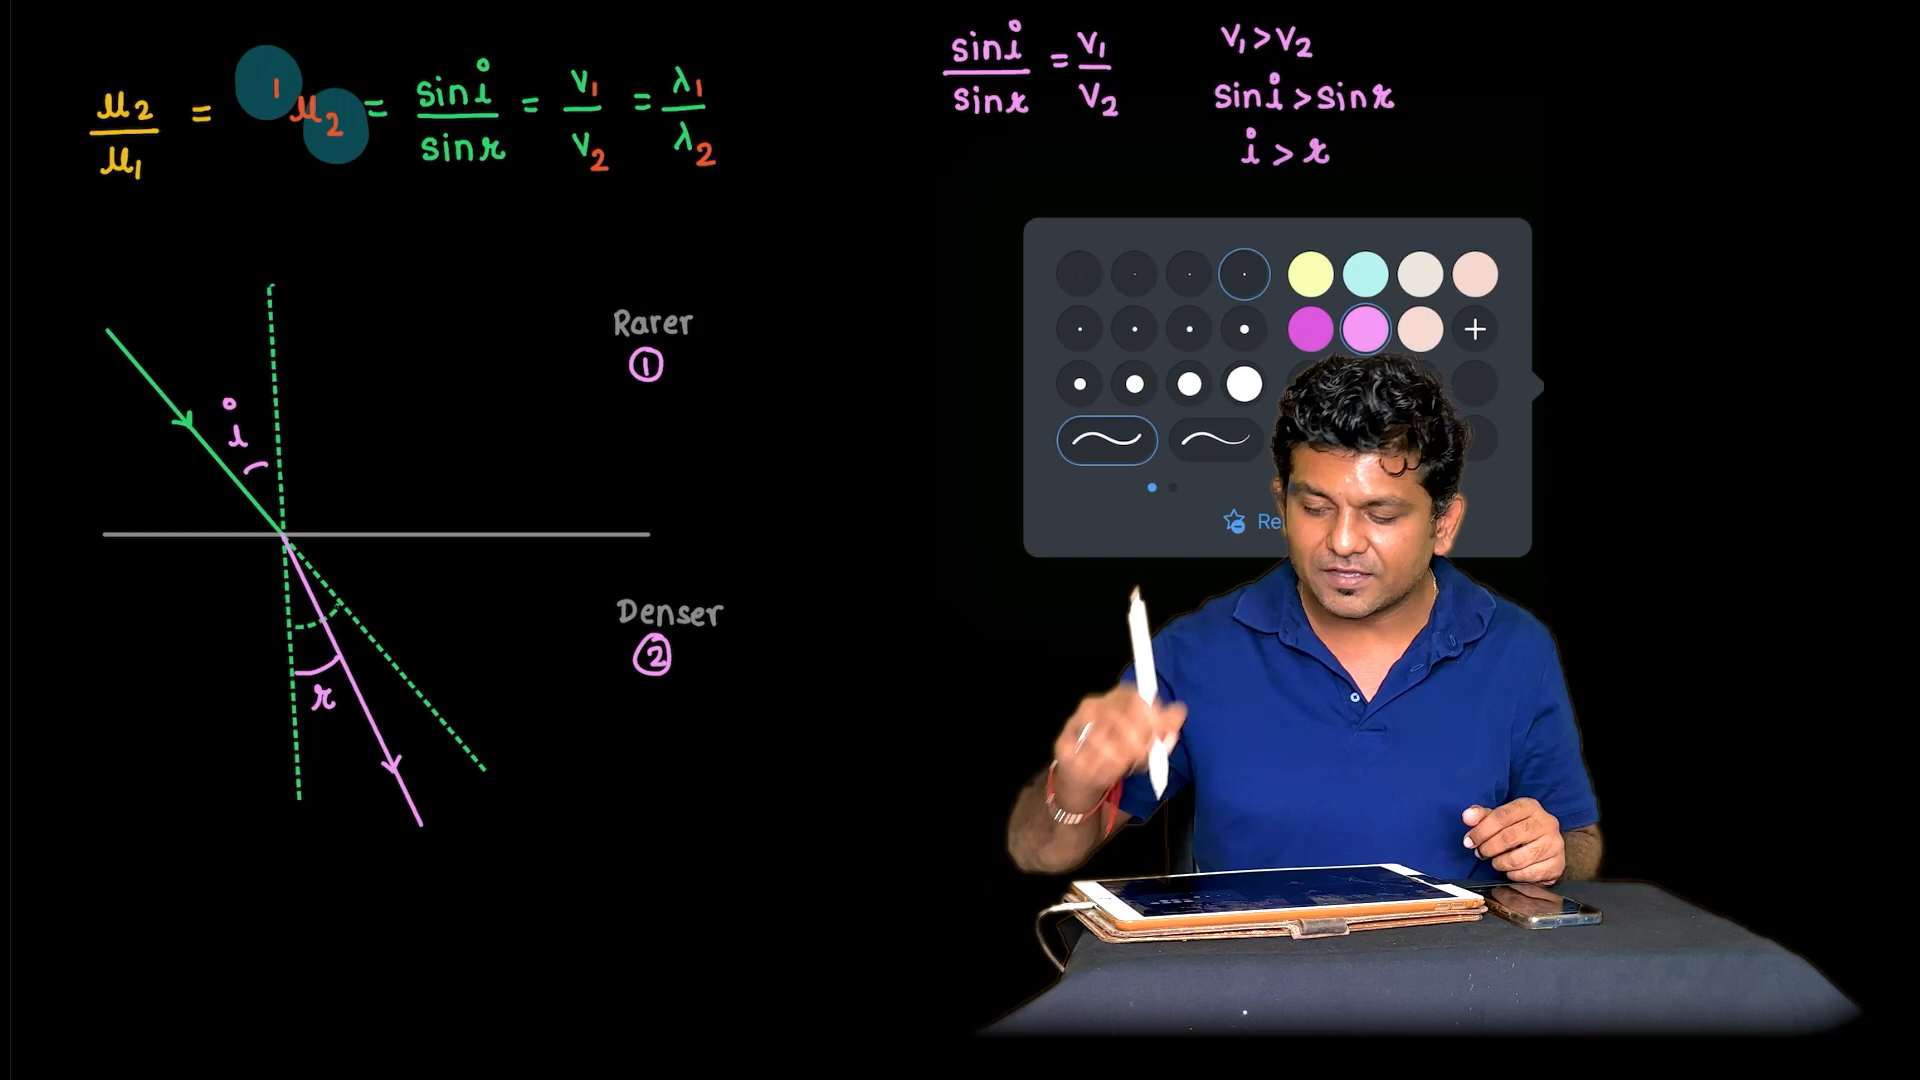 μ2/μ1 = 1μ2 = sin i/sin r = v1/v2 = λ1/λ2
sin i/sin r = v1/v2
v1 > v2
sin i > sin r
i > r
Rarer
1
i
Denser
2
r
Re